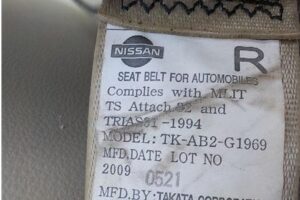 NISSAN R
SEAT BELT FOR AUTOMOBILES
Complies with MLIT
TS Attach 32 and
TRIAS31-1994
MODEL: TK-AB2-G1969
MFD.DATE LOT NO
2009 0521
MFD.BY:TAKATA CORPORATION